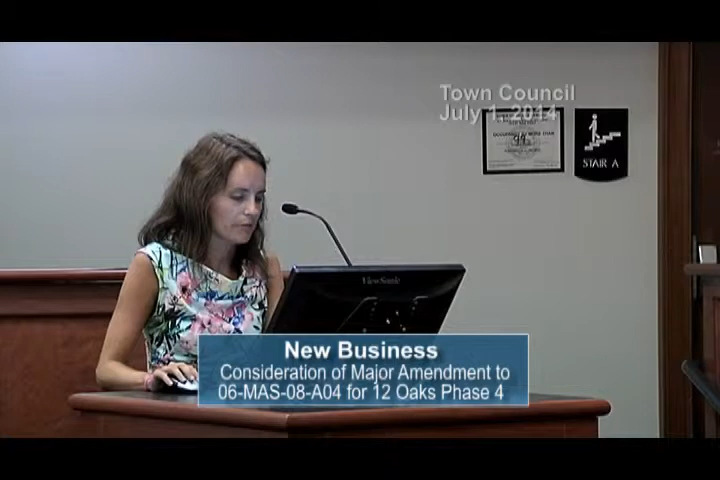 Town Council
July 1, 2014
STAIR A
ViewSonic
New Business
Consideration of Major Amendment to
06-MAS-08-A04 for 12 Oaks Phase 4